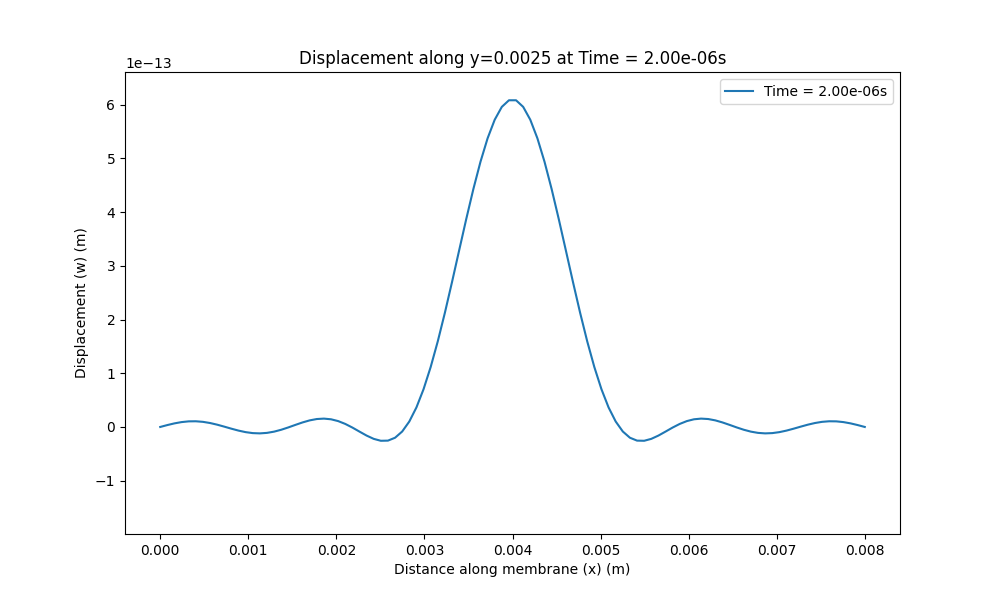 Displacement along y=0.0025 at Time = 2.00e-06s
1e−13
Time = 2.00e-06s
6
5
4
3
2
1
0
−1
Displacement (w) (m)
0.000 0.001 0.002 0.003 0.004 0.005 0.006 0.007 0.008
Distance along membrane (x) (m)